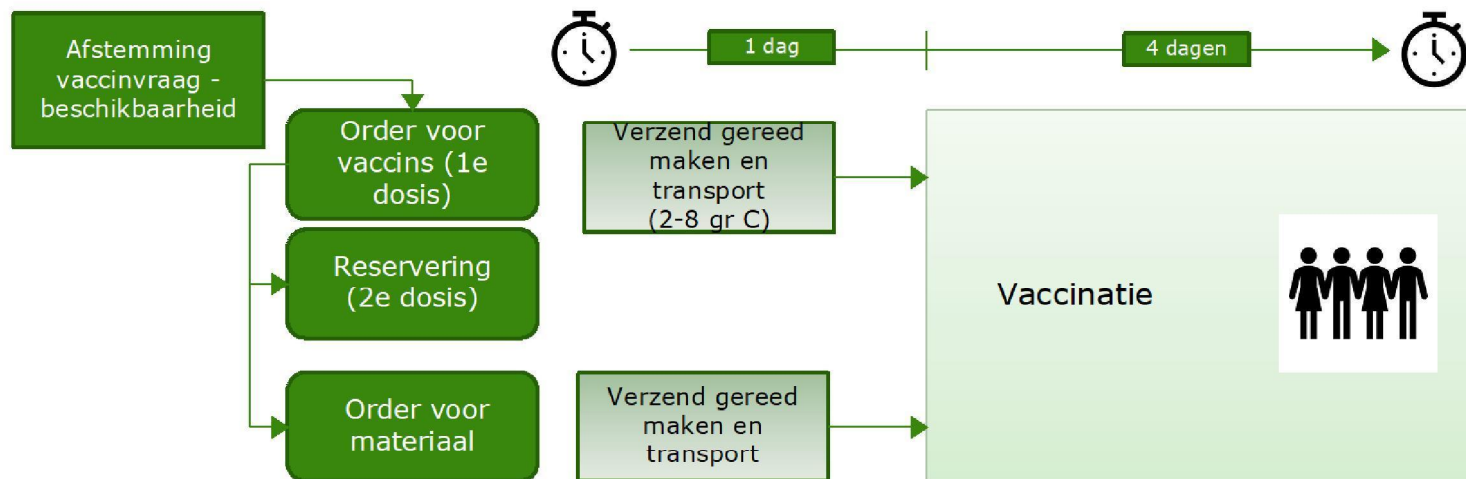 Afstemming
vaccinvraag -
beschikbaarheid
1 dag
4 dagen
Order voor
vaccins (1e
dosis)
Verzend gereed
maken en
transport
(2-8 gr C)
Reservering
(2e dosis)
Vaccinatie
Order voor
materiaal
Verzend gereed
maken en
transport